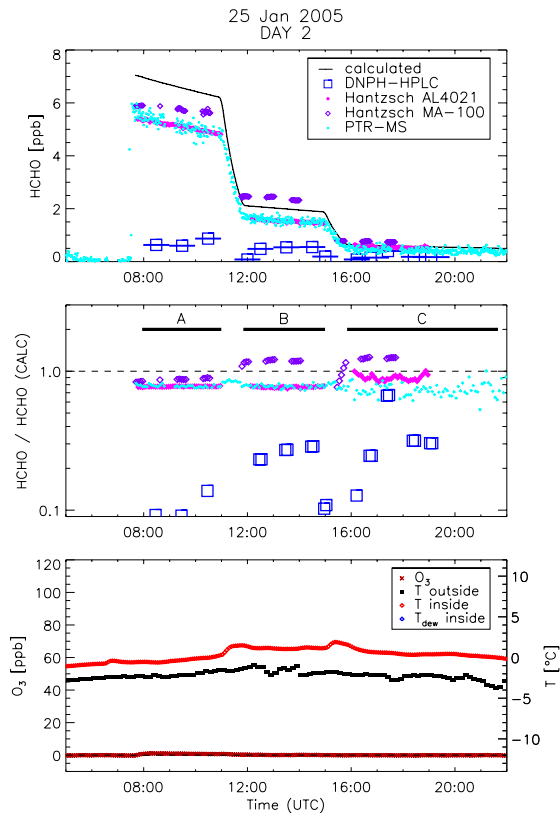 25 Jan 2005
DAY 2
HCHO [ppb]
8
6
4
2
0
calculated
DNPH-HPLC
Hantzsch AL4021
Hantzsch MA-100
PTR-MS
08:00 12:00 16:00 20:00
HCHO / HCHO (CALC)
1.0
0.1
A B C
08:00 12:00 16:00 20:00
O3 [ppb]
120
100
80
60
40
20
0
O3
T outside
T inside
Tdew inside
10
5
0
-5
-10
T [°C]
08:00 12:00 16:00 20:00
Time (UTC)